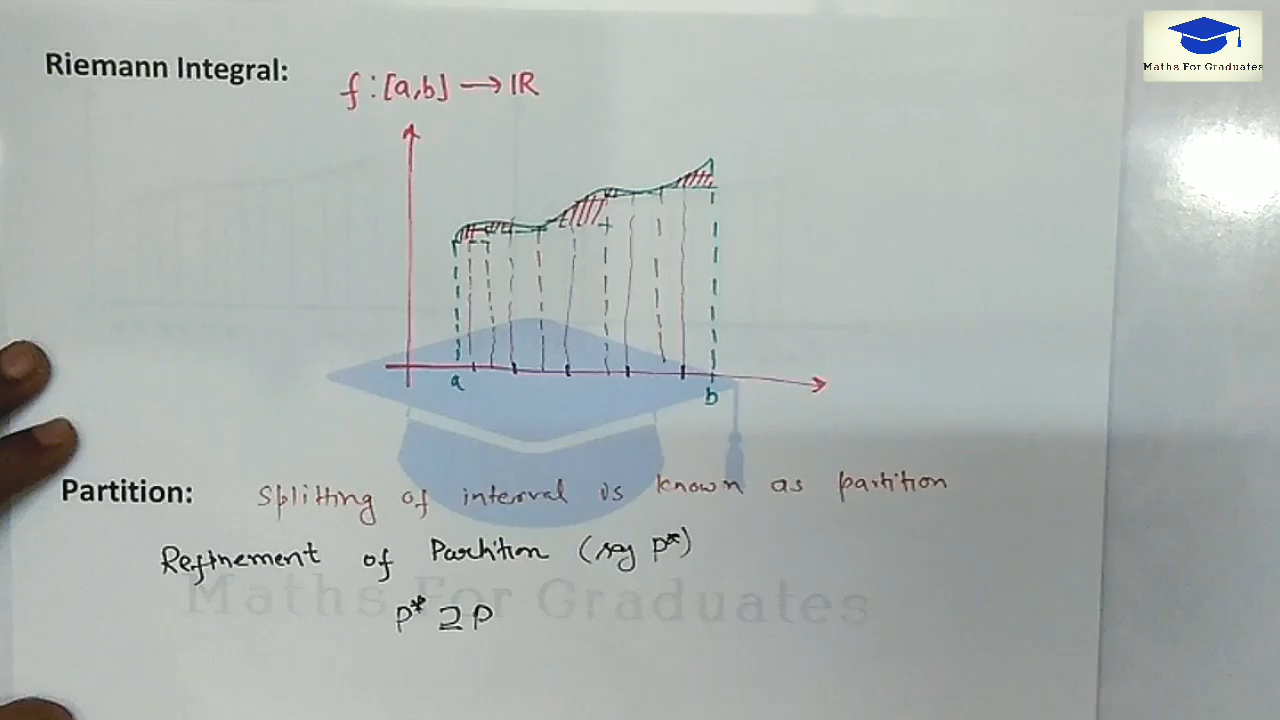 Maths For Graduates
Riemann Integral:
f : [a,b] → IR
a
b
Partition: Splitting of interval is known as partition
Refinement of Partition (say P*)
Maths For Graduates
P* ⊇ P